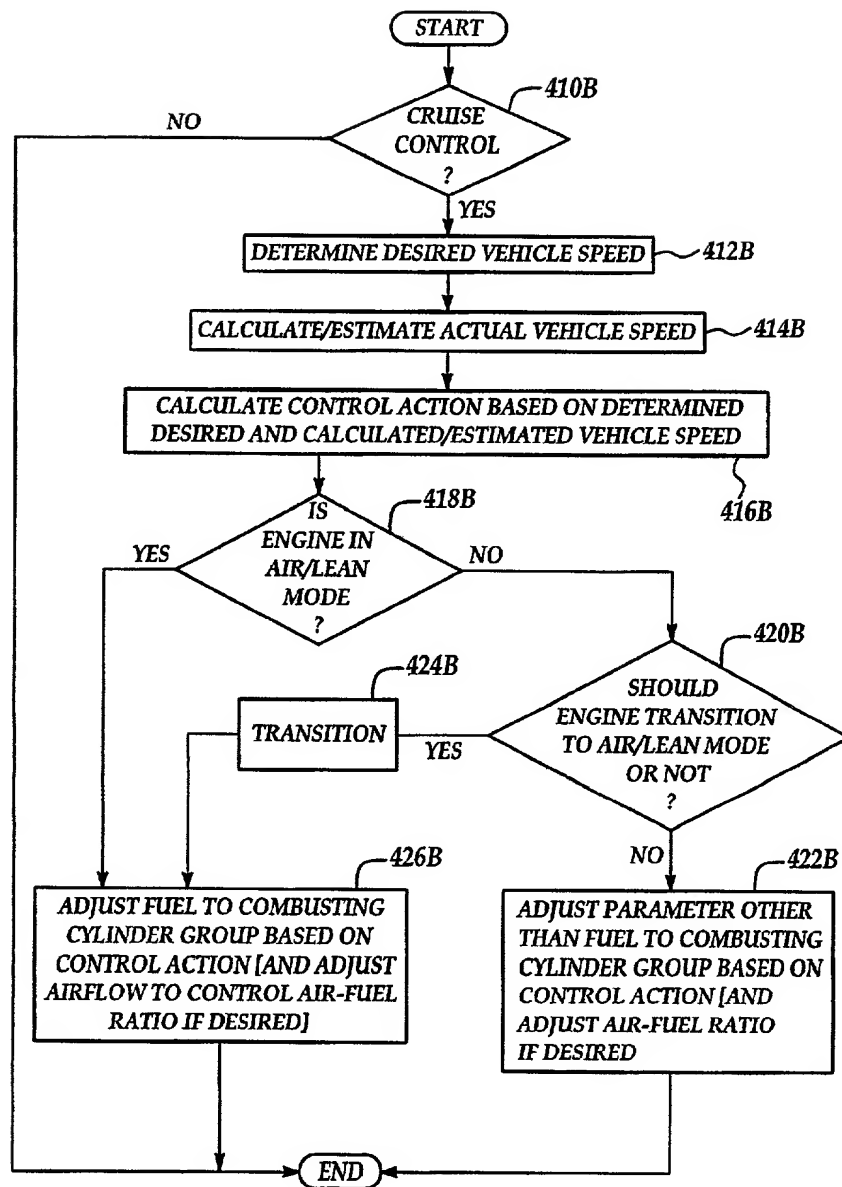 START
410B
CRUISE
CONTROL
?
NO
YES
DETERMINE DESIRED VEHICLE SPEED
412B
CALCULATE/ESTIMATE ACTUAL VEHICLE SPEED
414B
CALCULATE CONTROL ACTION BASED ON DETERMINED
DESIRED AND CALCULATED/ESTIMATED VEHICLE SPEED
416B
418B
IS
ENGINE IN
AIR/LEAN
MODE
?
YES
NO
420B
SHOULD
ENGINE TRANSITION
TO AIR/LEAN MODE
OR NOT
?
424B
TRANSITION
YES
NO
426B
ADJUST FUEL TO COMBUSTING
CYLINDER GROUP BASED ON
CONTROL ACTION [AND ADJUST
AIRFLOW TO CONTROL AIR-FUEL
RATIO IF DESIRED]
422B
ADJUST PARAMETER OTHER
THAN FUEL TO COMBUSTING
CYLINDER GROUP BASED ON
CONTROL ACTION [AND
ADJUST AIR-FUEL RATIO
IF DESIRED
END